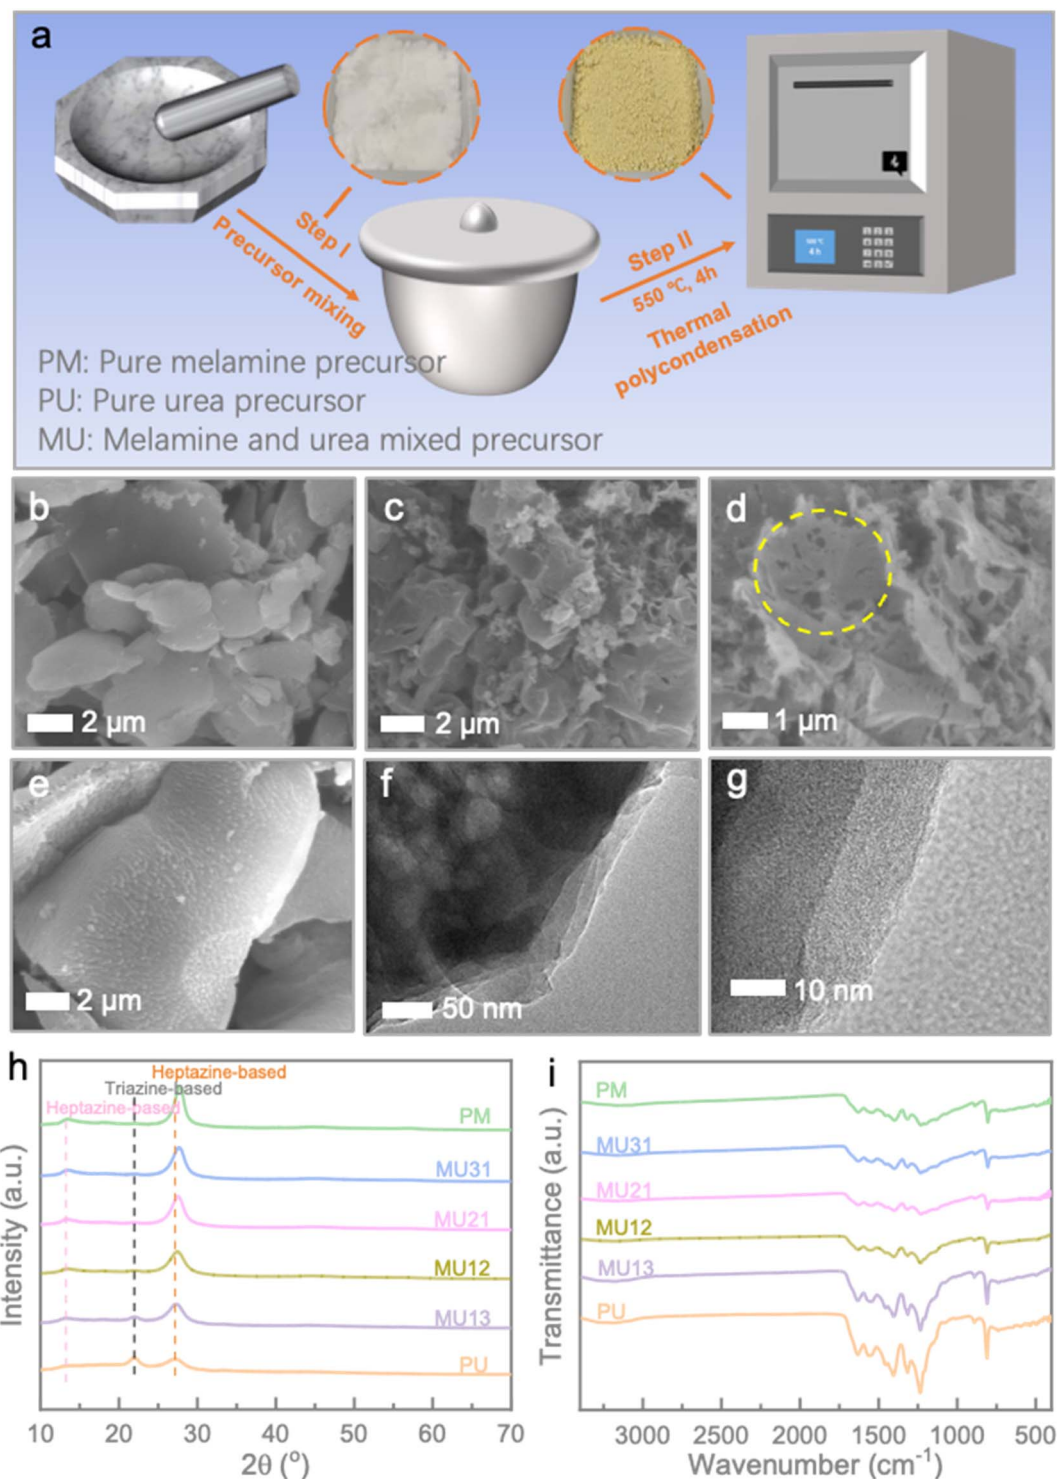 a
Step I
Precursor mixing
Step II
550 ℃, 4h
Thermal
polycondensation
4 h
PM: Pure melamine precursor
PU: Pure urea precursor
MU: Melamine and urea mixed precursor
b
2 μm
c
2 μm
d
1 μm
e
2 μm
f
50 nm
g
10 nm
h
Heptazine-based
Triazine-based
Heptazine-based
PM
MU31
MU21
MU12
MU13
PU
Intensity (a.u.)
10 20 30 40 50 60 70
2θ (°)
i
PM
MU31
MU21
MU12
MU13
PU
Transmittance (a.u.)
3000 2500 2000 1500 1000 500
Wavenumber (cm⁻¹)